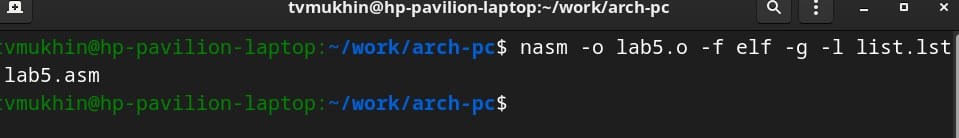 tvmukhin@hp-pavilion-laptop:~/work/arch-pc
tvmukhin@hp-pavilion-laptop:~/work/arch-pc$ nasm -o lab5.o -f elf -g -l list.lst
lab5.asm
tvmukhin@hp-pavilion-laptop:~/work/arch-pc$